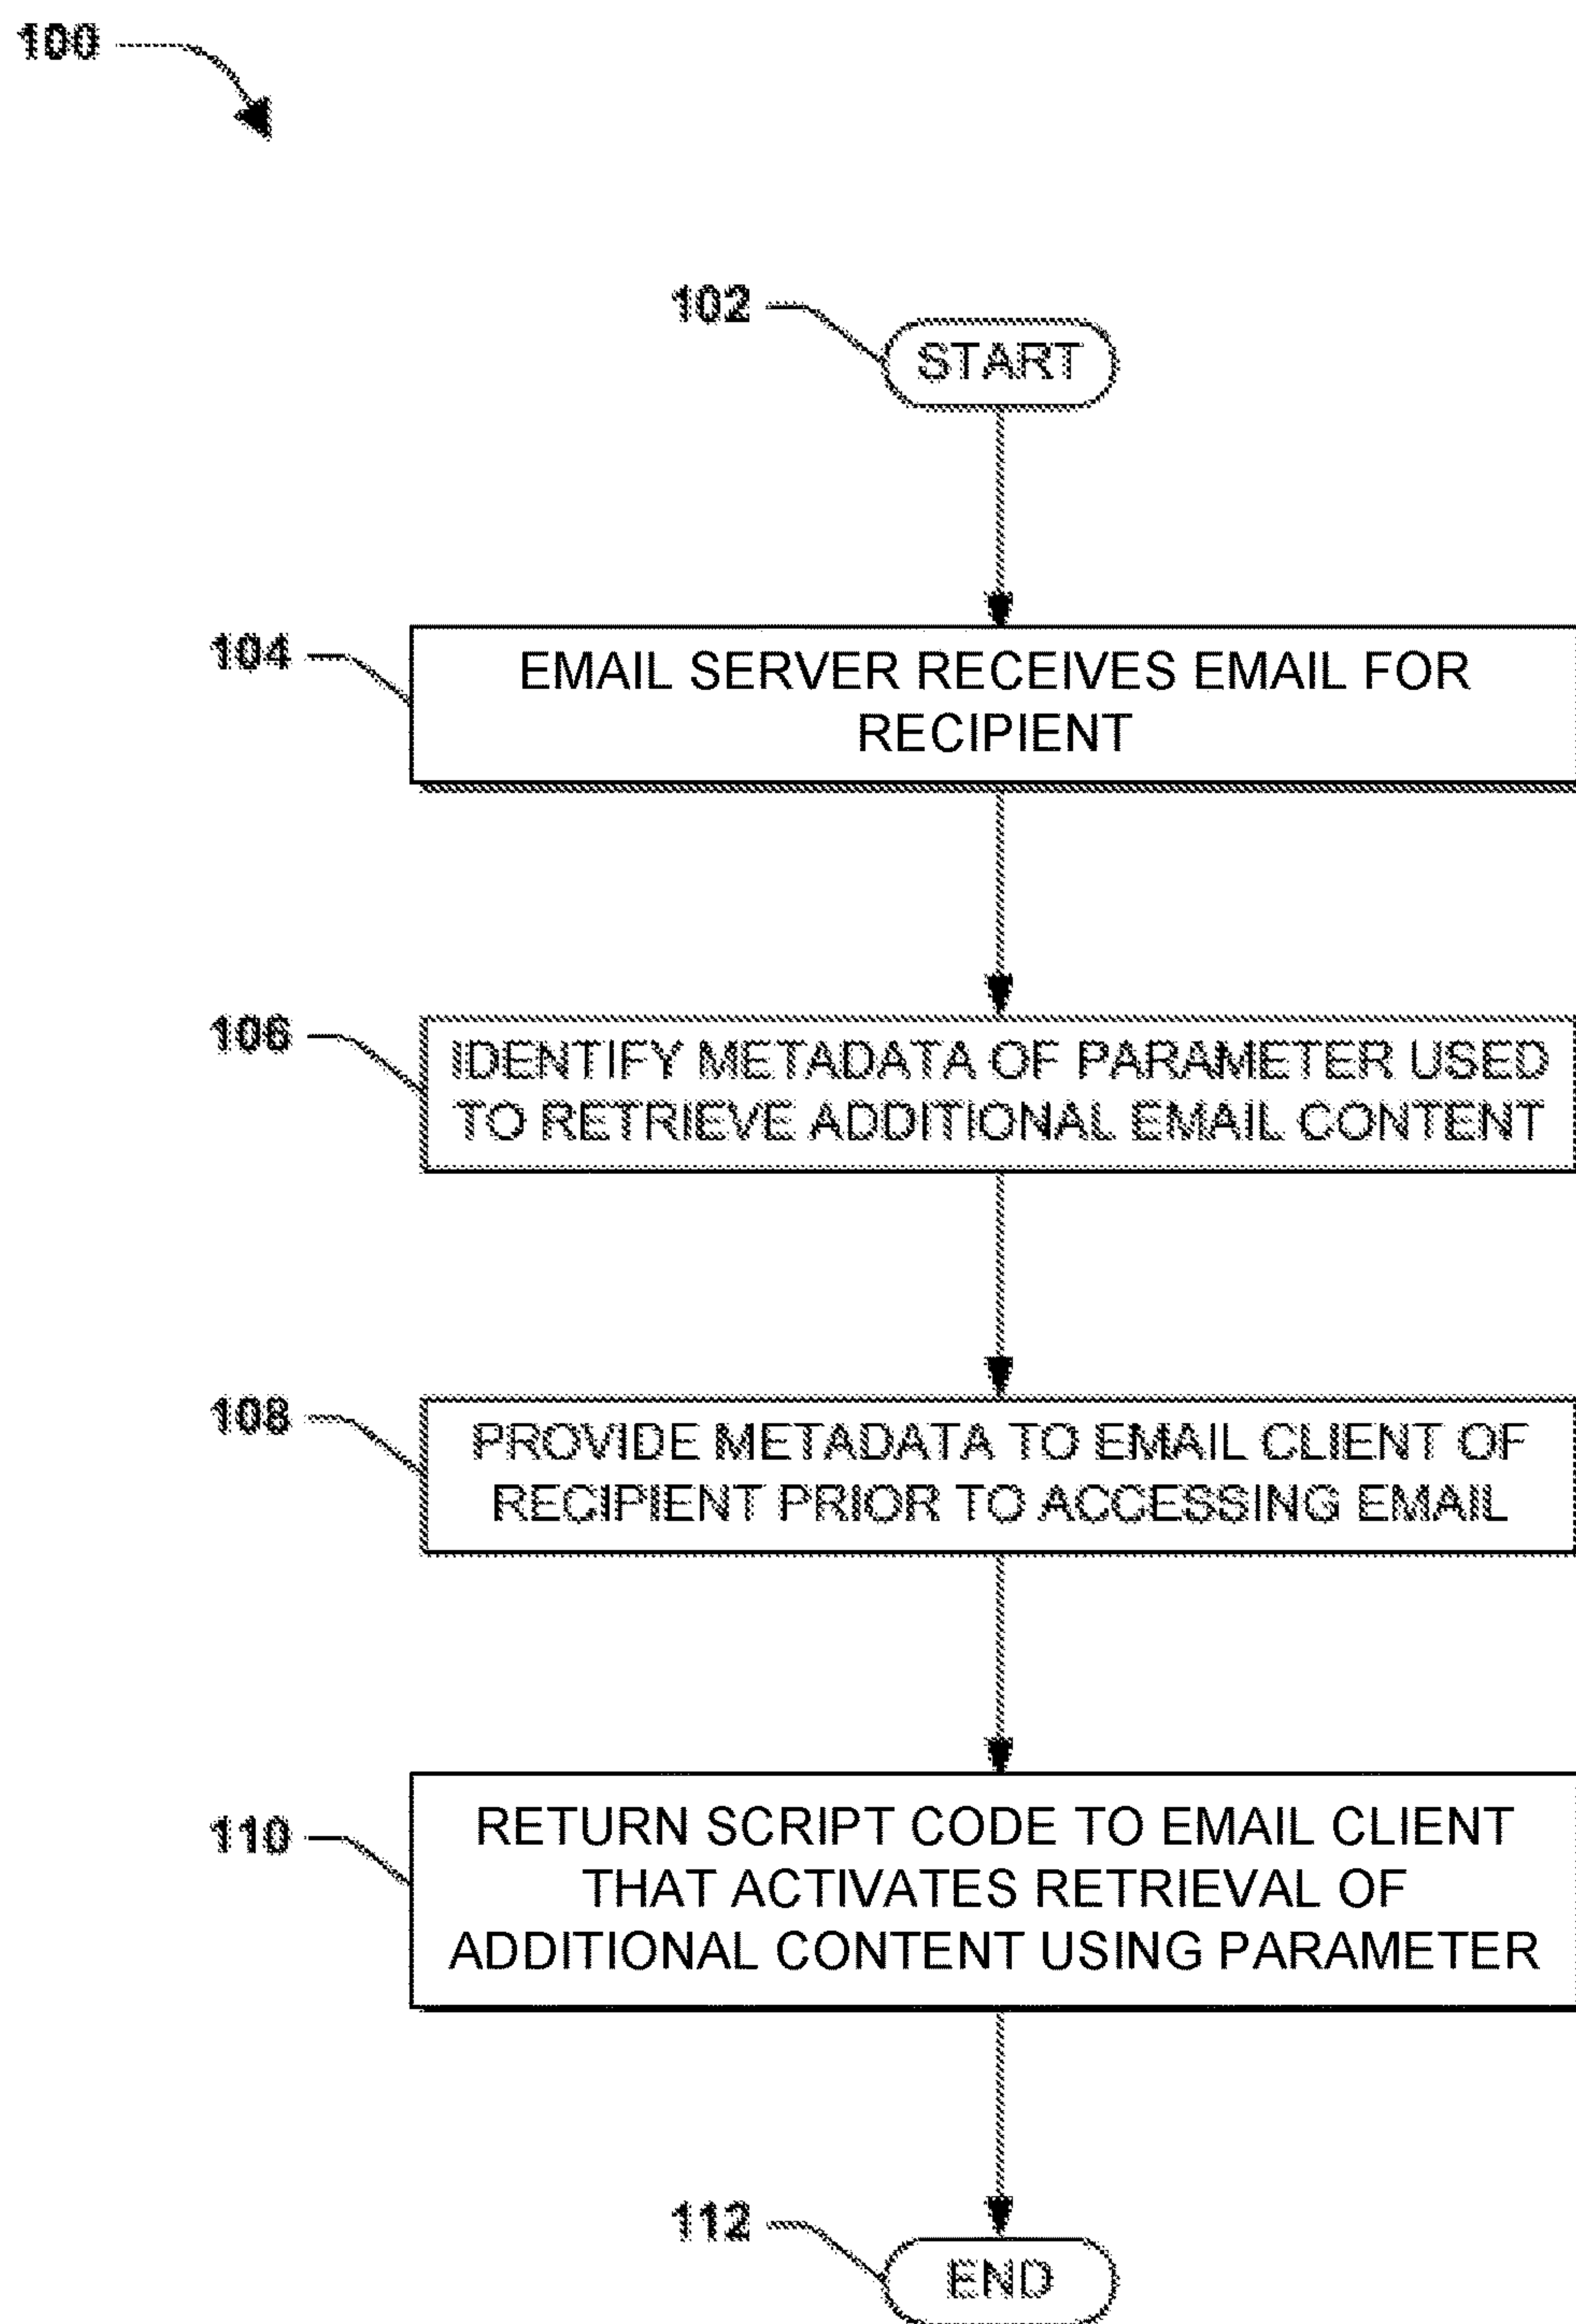 100
102
START
104
EMAIL SERVER RECEIVES EMAIL FOR
RECIPIENT
106
IDENTIFY METADATA OF PARAMETER USED
TO RETRIEVE ADDITIONAL EMAIL CONTENT
108
PROVIDE METADATA TO EMAIL CLIENT OF
RECIPIENT PRIOR TO ACCESSING EMAIL
110
RETURN SCRIPT CODE TO EMAIL CLIENT
THAT ACTIVATES RETRIEVAL OF
ADDITIONAL CONTENT USING PARAMETER
112
END